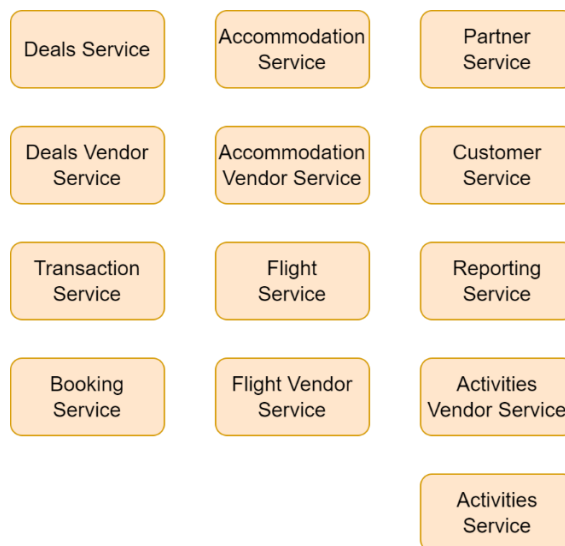 Deals Service
Accommodation
Service
Partner
Service
Deals Vendor
Service
Accommodation
Vendor Service
Customer
Service
Transaction
Service
Flight
Service
Reporting
Service
Booking
Service
Flight Vendor
Service
Activities
Vendor Service
Activities
Service